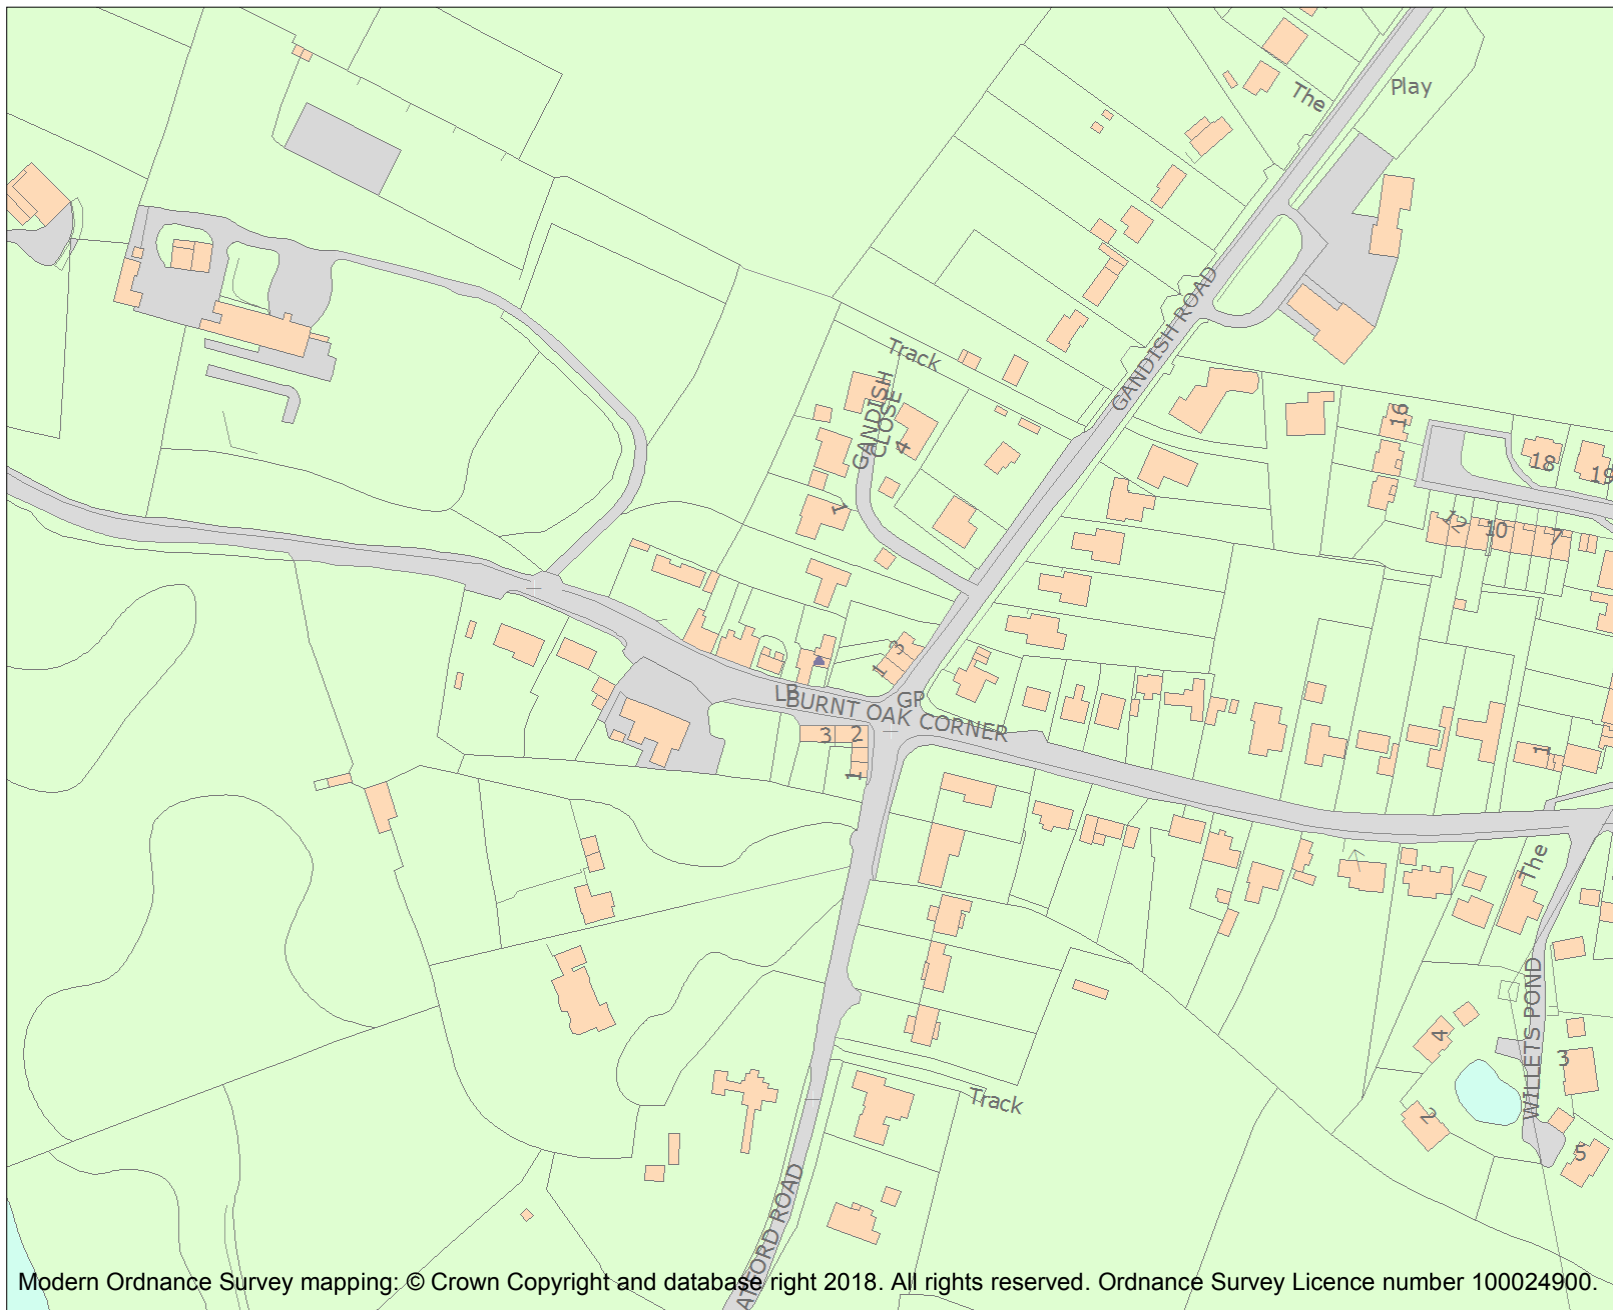 The
Play
GANDISH ROAD
Track
GANDISH
CLOSE
4
16
18
19
1
12
10
7
3
1
LB
GP
BURNT OAK CORNER
3
2
1
1
The
WILLETS POND
4
3
2
5
Track
ATFORD ROAD
Modern Ordnance Survey mapping: © Crown Copyright and database right 2018. All rights reserved. Ordnance Survey Licence number 100024900.